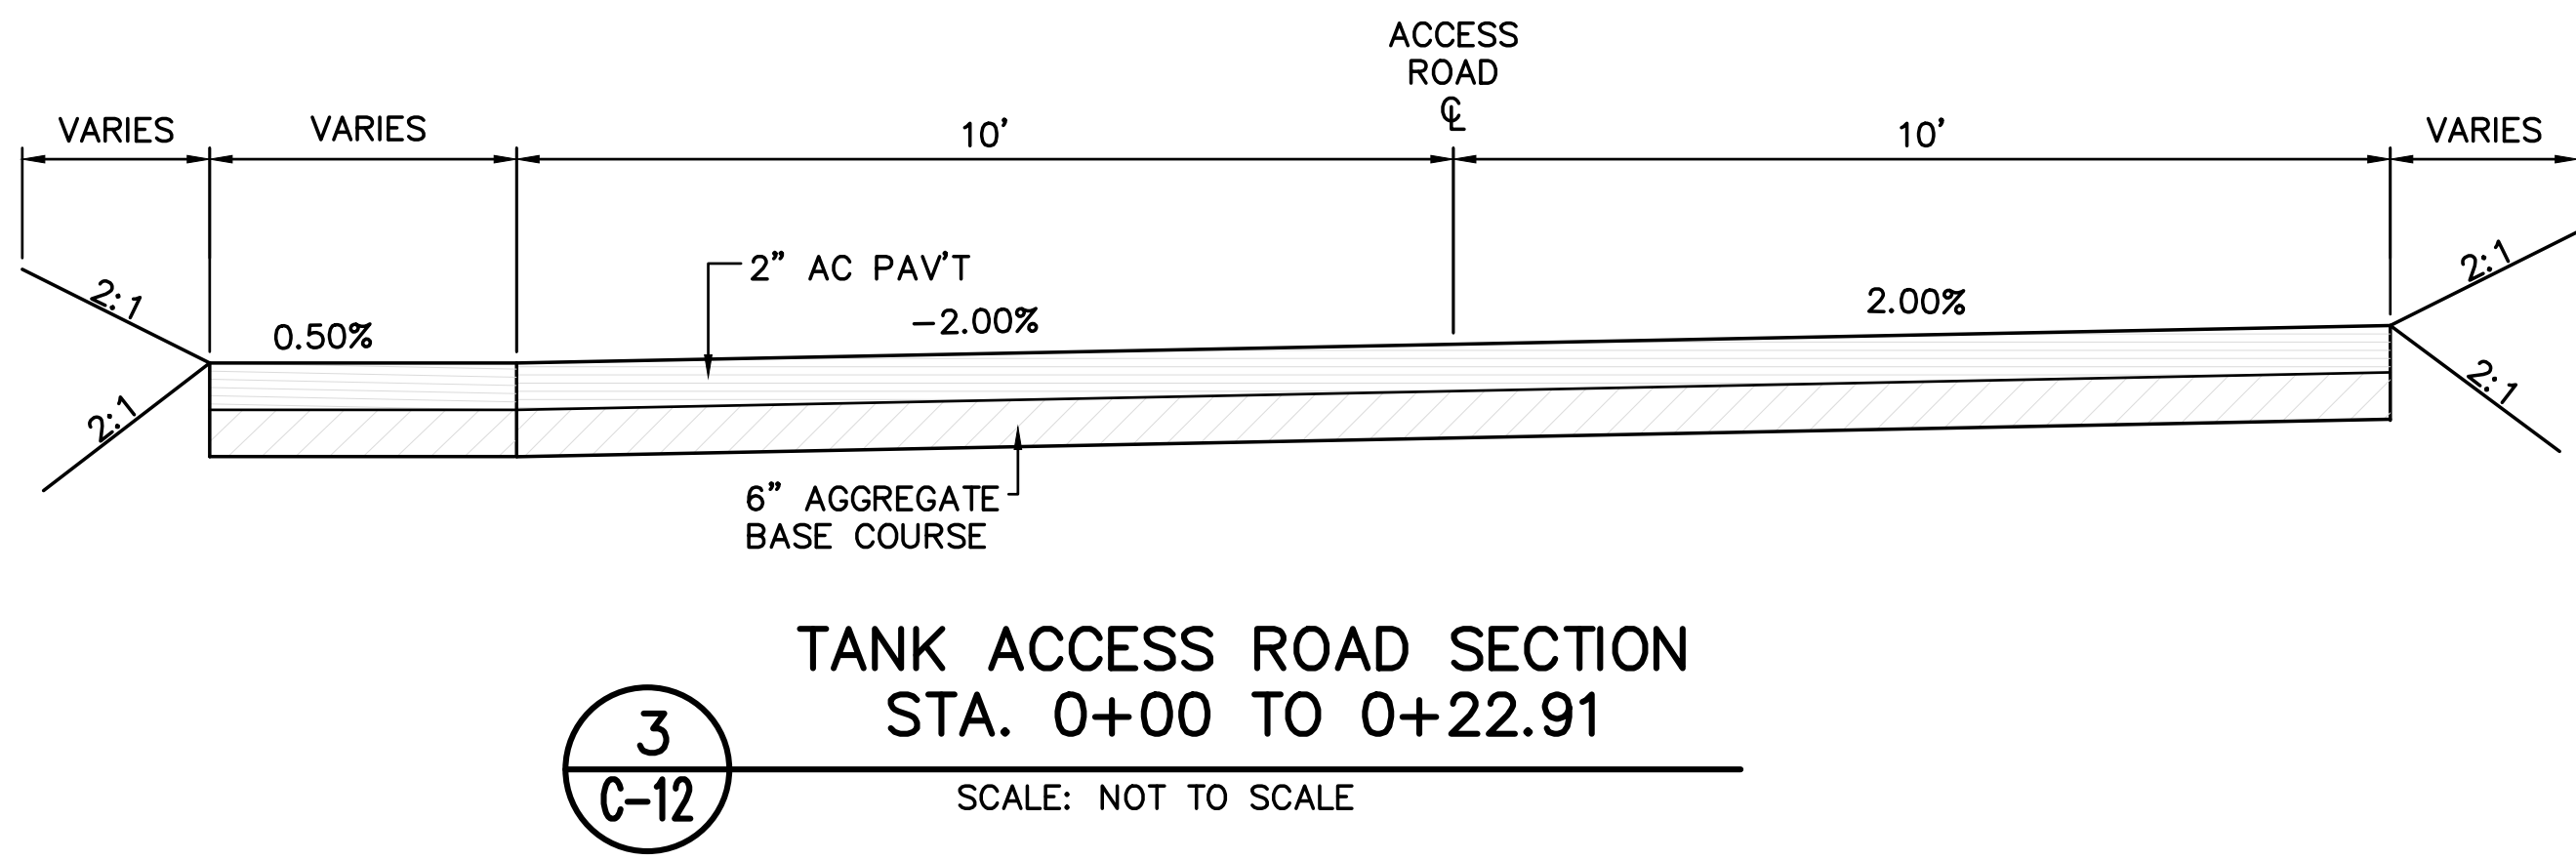 ACCESS
ROAD
℄
VARIES VARIES 10' 10' VARIES
2:1 2" AC PAV'T 2:1
0.50% -2.00% 2.00%
2:1 2:1
6" AGGREGATE
BASE COURSE
TANK ACCESS ROAD SECTION
STA. 0+00 TO 0+22.91
3
C-12
SCALE: NOT TO SCALE